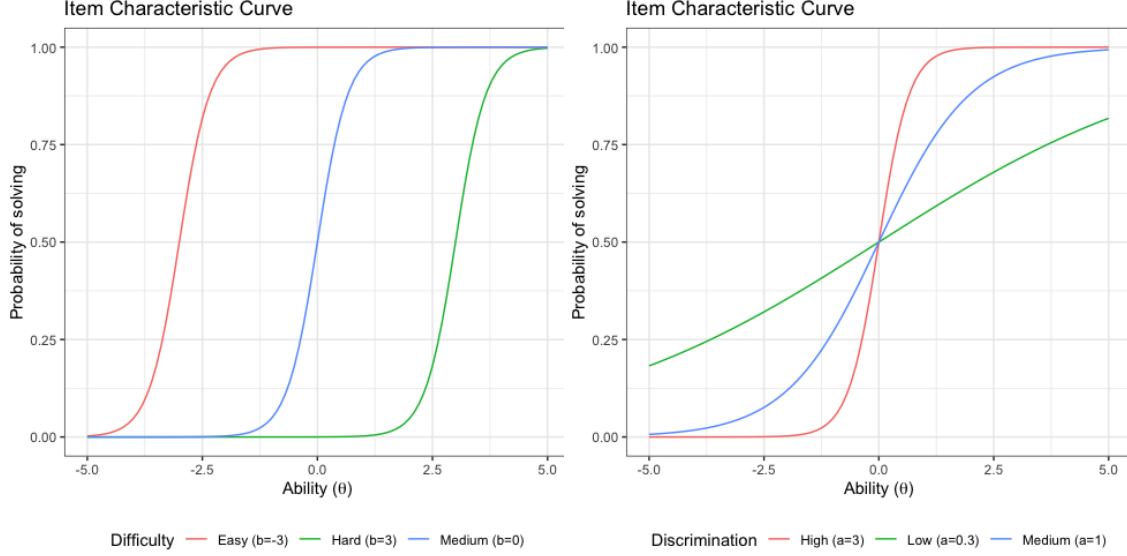 Item Characteristic Curve
1.00
0.75
0.50
0.25
0.00
Probability of solving
-5.0 -2.5 0.0 2.5 5.0
Ability (θ)
Difficulty Easy (b=-3) Hard (b=3) Medium (b=0)
Item Characteristic Curve
1.00
0.75
0.50
0.25
0.00
Probability of solving
-5.0 -2.5 0.0 2.5 5.0
Ability (θ)
Discrimination High (a=3) Low (a=0.3) Medium (a=1)